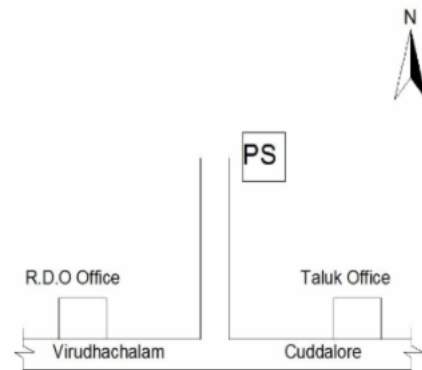 N
PS
R.D.O Office
Taluk Office
Virudhachalam
Cuddalore